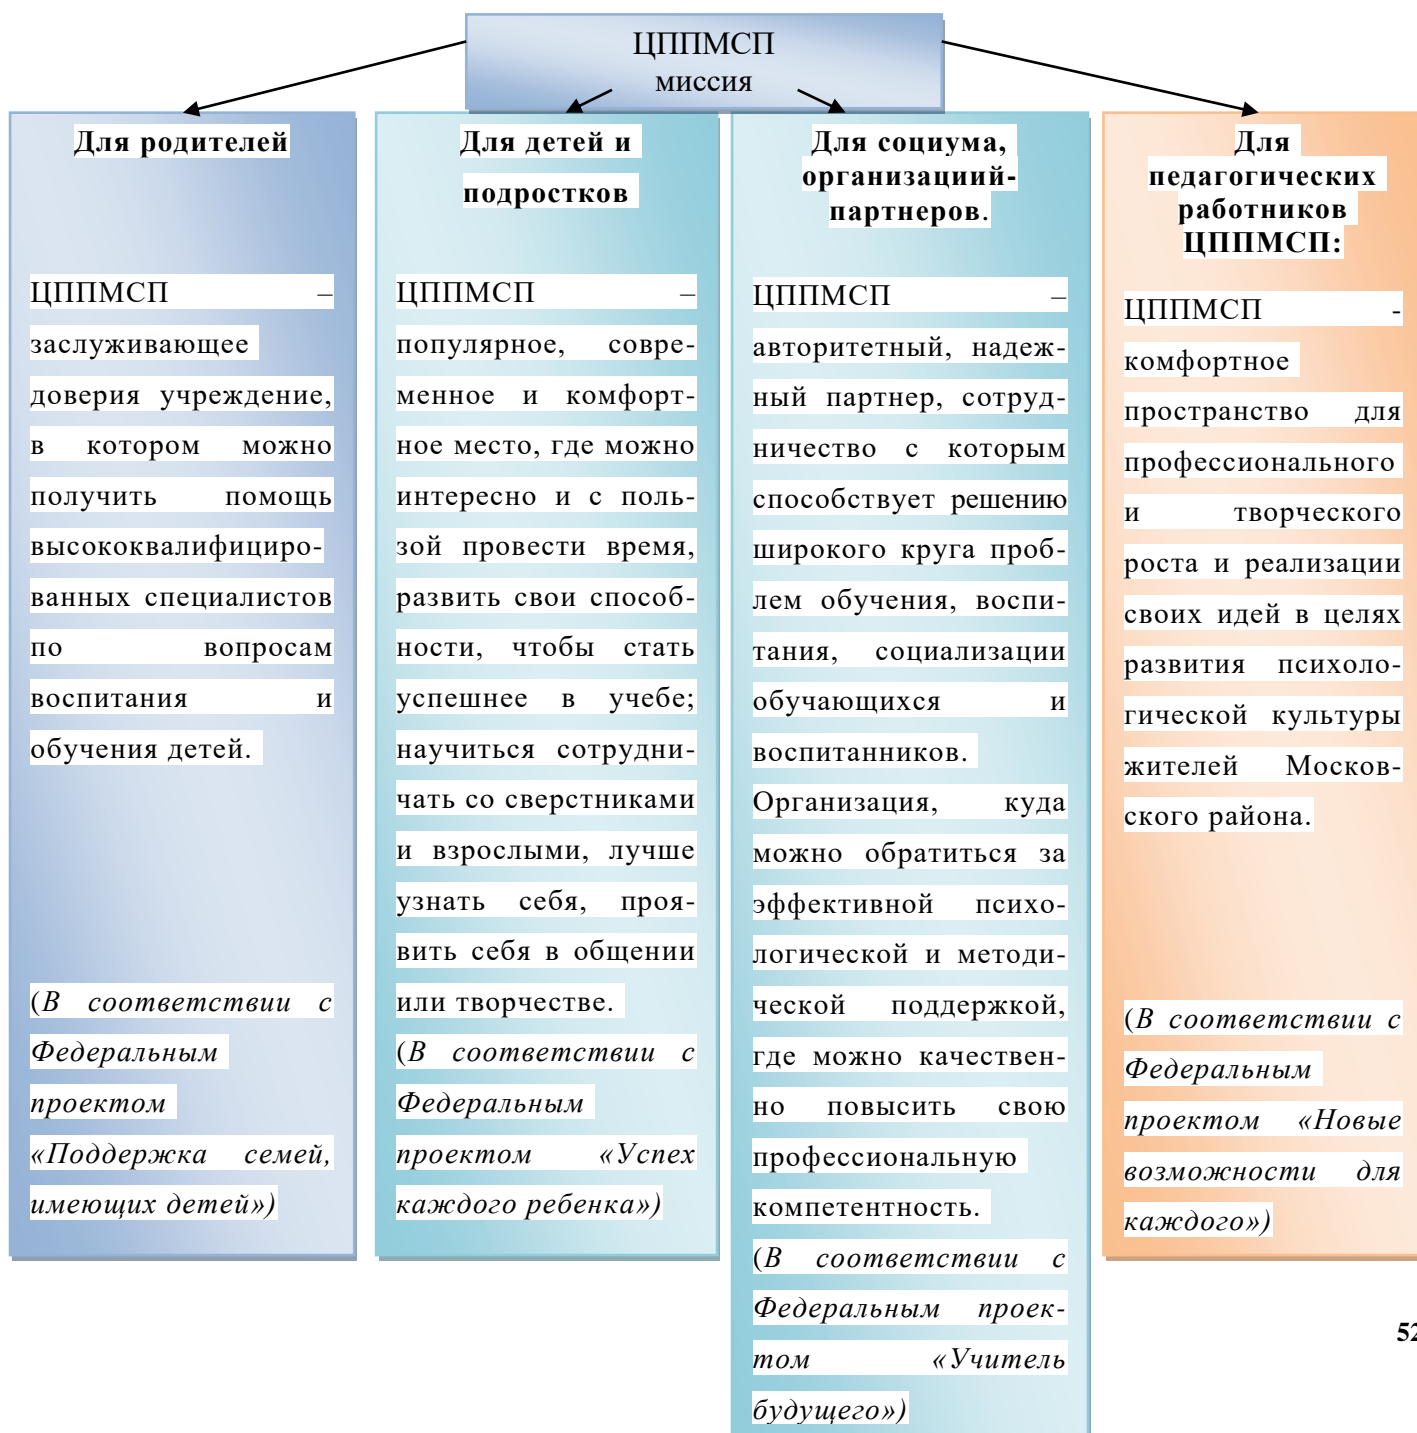 ЦППМСП
миссия
Для родителей
ЦППМСП –
заслуживающее
доверия учреждение,
в котором можно
получить помощь
высококвалифициро-
ванных специалистов
по вопросам
воспитания и
обучения детей.
(В соответствии с
Федеральным
проектом
«Поддержка семей,
имеющих детей»)
Для детей и
подростков
ЦППМСП –
популярное, совре-
менное и комфорт-
ное место, где можно
интересно и с поль-
зой провести время,
развить свои способ-
ности, чтобы стать
успешнее в учебе;
научиться сотрудни-
чать со сверстниками
и взрослыми, лучше
узнать себя, проя-
вить себя в общении
или творчестве.
(В соответствии с
Федеральным
проектом «Успех
каждого ребенка»)
Для социума,
организациий-
партнеров.
ЦППМСП –
авторитетный, надеж-
ный партнер, сотруд-
ничество с которым
способствует решению
широкого круга проб-
лем обучения, воспи-
тания, социализации
обучающихся и
воспитанников.
Организация, куда
можно обратиться за
эффективной психо-
логической и методи-
ческой поддержкой,
где можно качествен-
но повысить свою
профессиональную
компетентность.
(В соответствии с
Федеральным проек-
том «Учитель
будущего»)
Для
педагогических
работников
ЦППМСП:
ЦППМСП -
комфортное
пространство для
профессионального
и творческого
роста и реализации
своих идей в целях
развития психоло-
гической культуры
жителей Москов-
ского района.
(В соответствии с
Федеральным
проектом «Новые
возможности для
каждого»)
52